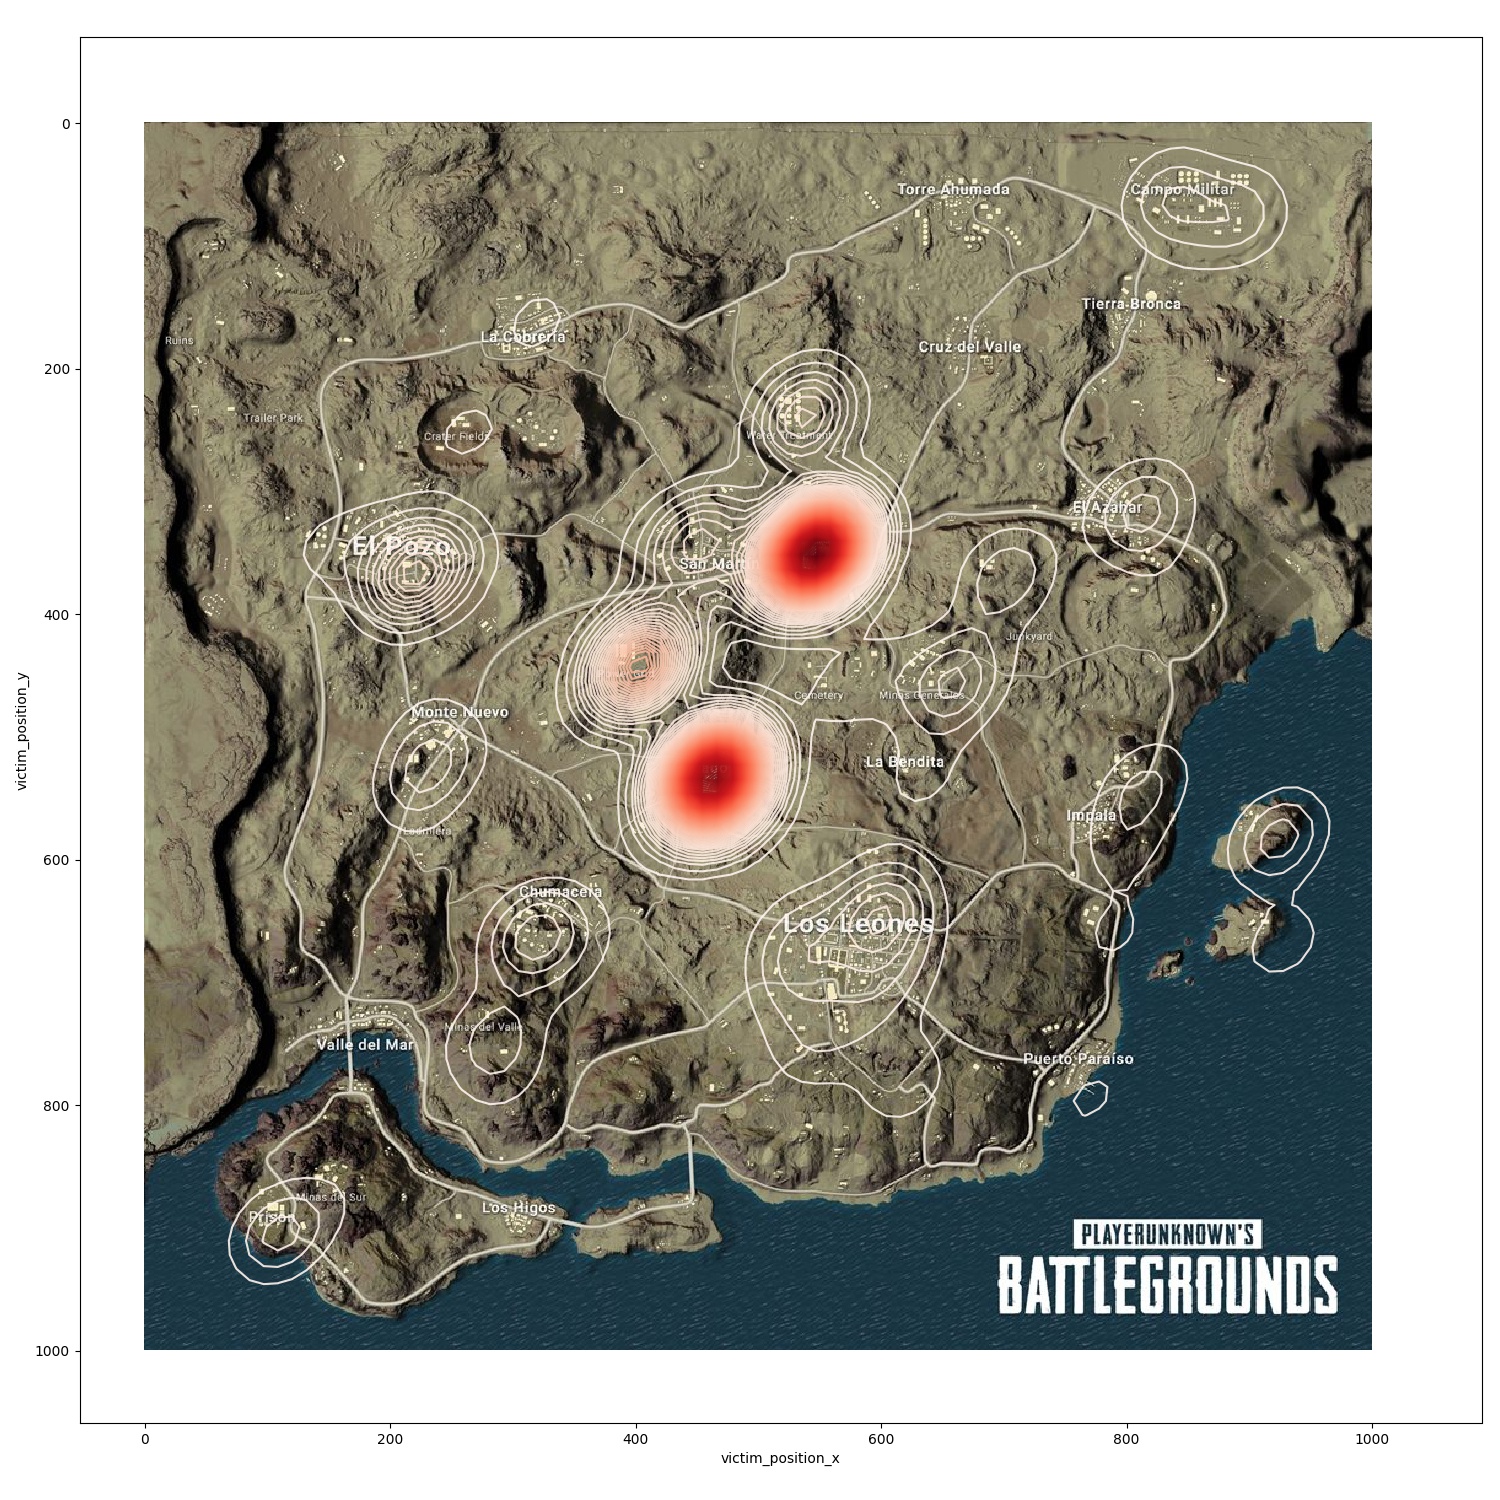 0
Torre Ahumada
Campo Militar
Tierra Bronca
La Cobreria
Ruins
Cruz del Valle
200
Trailer Park
Crater Fields
Water Treatment
El Azahar
El Pozo
San Martin
400
Junkyard
Cemetery
Minas Generales
Monte Nuevo
La Bendita
Impala
Ladrillera
600
Chumacera
Los Leones
Minas del Valle
Valle del Mar
Puerto Paraiso
800
Minas del Sur
Prison
Los Higos
PLAYERUNKNOWN'S
BATTLEGROUNDS
1000
0
200
400
600
800
1000
victim_position_x
victim_position_y